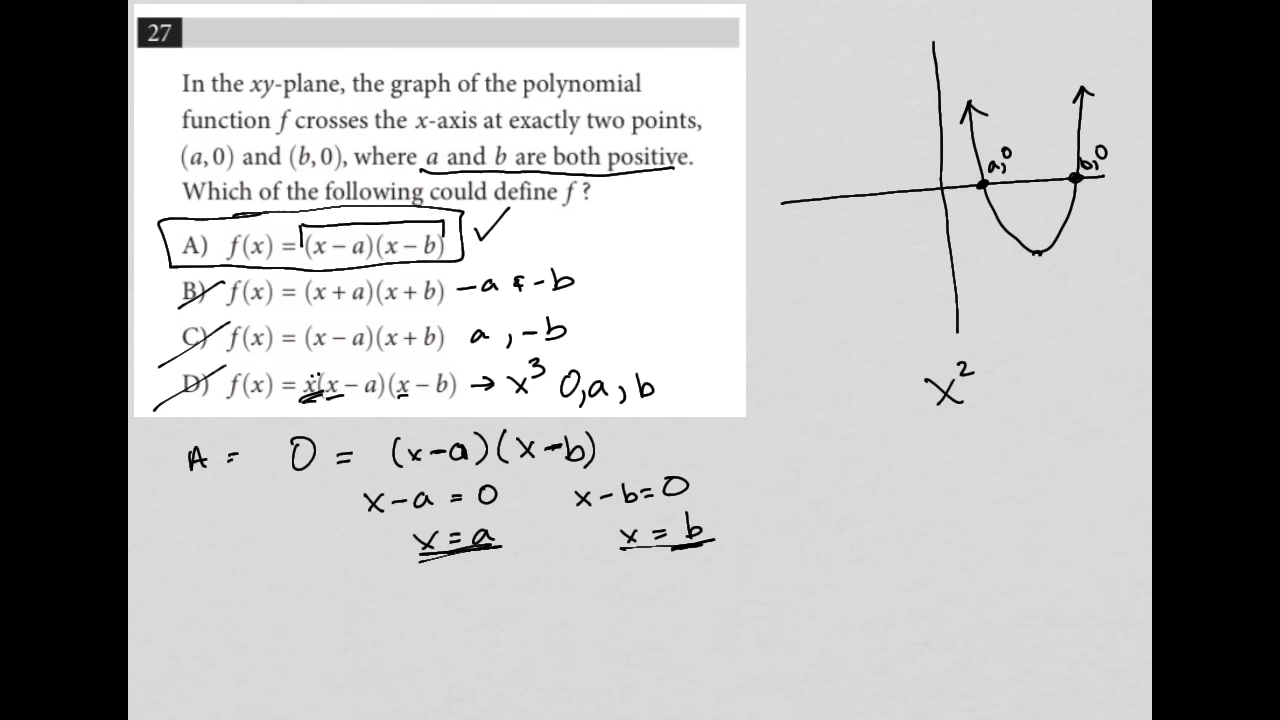 27
In the xy-plane, the graph of the polynomial
function f crosses the x-axis at exactly two points,
(a, 0) and (b, 0), where a and b are both positive.
Which of the following could define f ?
A) f(x) = (x − a)(x − b) ✓
B) f(x) = (x + a)(x + b) -a & -b
C) f(x) = (x − a)(x + b) a , -b
D) f(x) = x(x − a)(x − b) → x³ 0, a , b
A = 0 = (x-a)(x-b)
x-a = 0 x-b=0
x = a x = b
a,0
b,0
x²